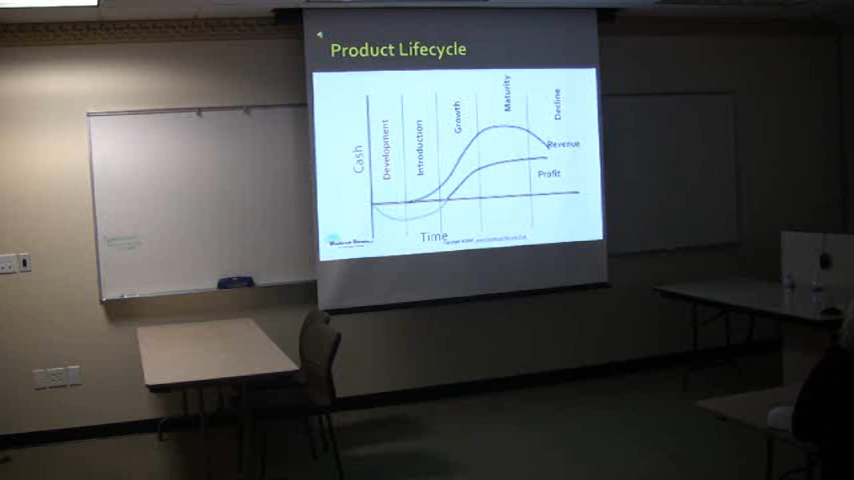 Product Lifecycle
Cash
Development
Introduction
Growth
Maturity
Decline
Revenue
Profit
Time